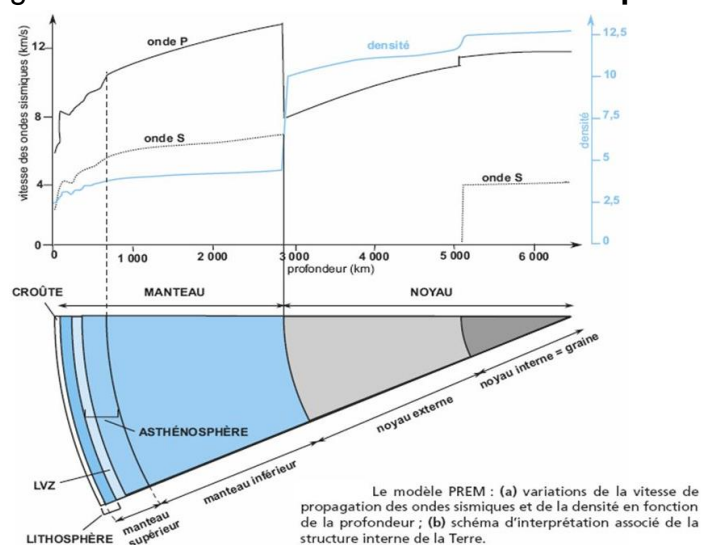 vitesse des ondes sismiques (km/s)
12
8
4
0
onde P
densité
onde S
onde S
densité
12,5
10
7,5
5
2,5
0
0
1 000
2 000
3 000
4 000
5 000
6 000
profondeur (km)
CROÛTE
MANTEAU
NOYAU
ASTHÉNOSPHÈRE
LVZ
LITHOSPHÈRE
manteau
supérieur
manteau inférieur
noyau externe
noyau interne = graine
Le modèle PREM : (a) variations de la vitesse de
propagation des ondes sismiques et de la densité en fonction
de la profondeur ; (b) schéma d'interprétation associé de la
structure interne de la Terre.